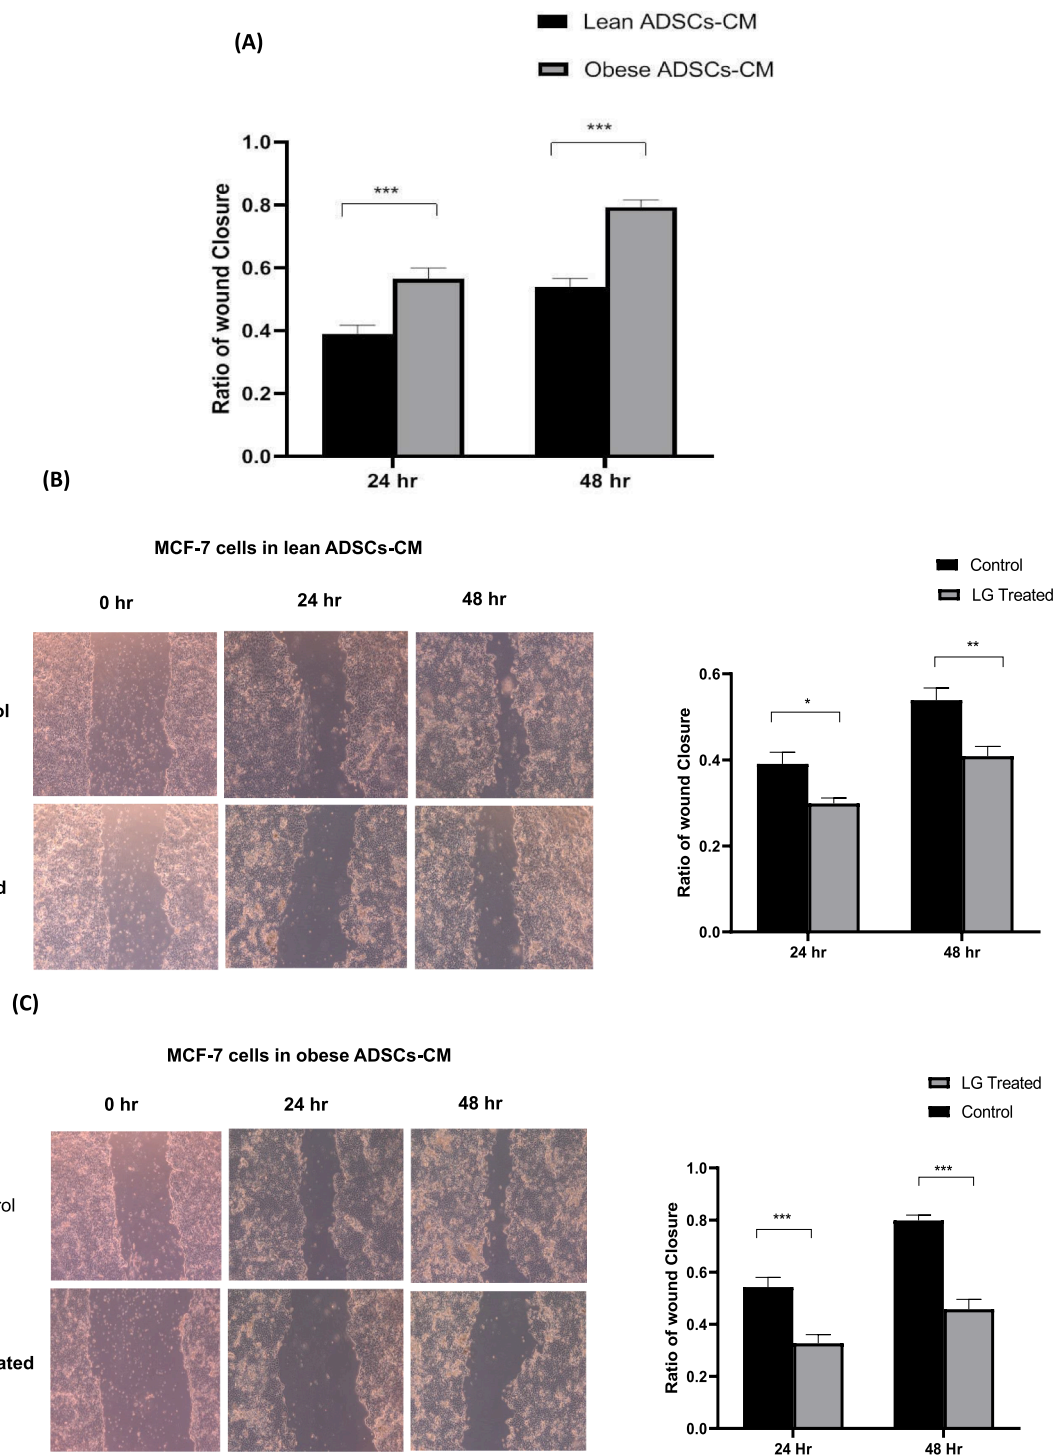 (A)
Lean ADSCs-CM
Obese ADSCs-CM
Ratio of wound Closure
1.0
0.8
0.6
0.4
0.2
0.0
***
***
24 hr
48 hr
(B)
MCF-7 cells in lean ADSCs-CM
0 hr
24 hr
48 hr
ol
d
Control
LG Treated
Ratio of wound Closure
0.6
0.4
0.2
0.0
*
**
24 hr
48 hr
(C)
MCF-7 cells in obese ADSCs-CM
0 hr
24 hr
48 hr
rol
ated
LG Treated
Control
Ratio of wound Closure
1.0
0.8
0.6
0.4
0.2
0.0
***
***
24 Hr
48 Hr